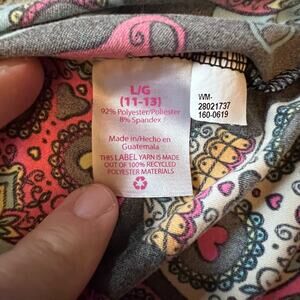 L/G
(11-13)
92% Polyester/Poliéster
8% Spandex
Made in/Hecho en
Guatemala
THIS LABEL YARN IS MADE
OUT OF 100% RECYCLED
POLYESTER MATERIALS
WM-
28021737
160-0619